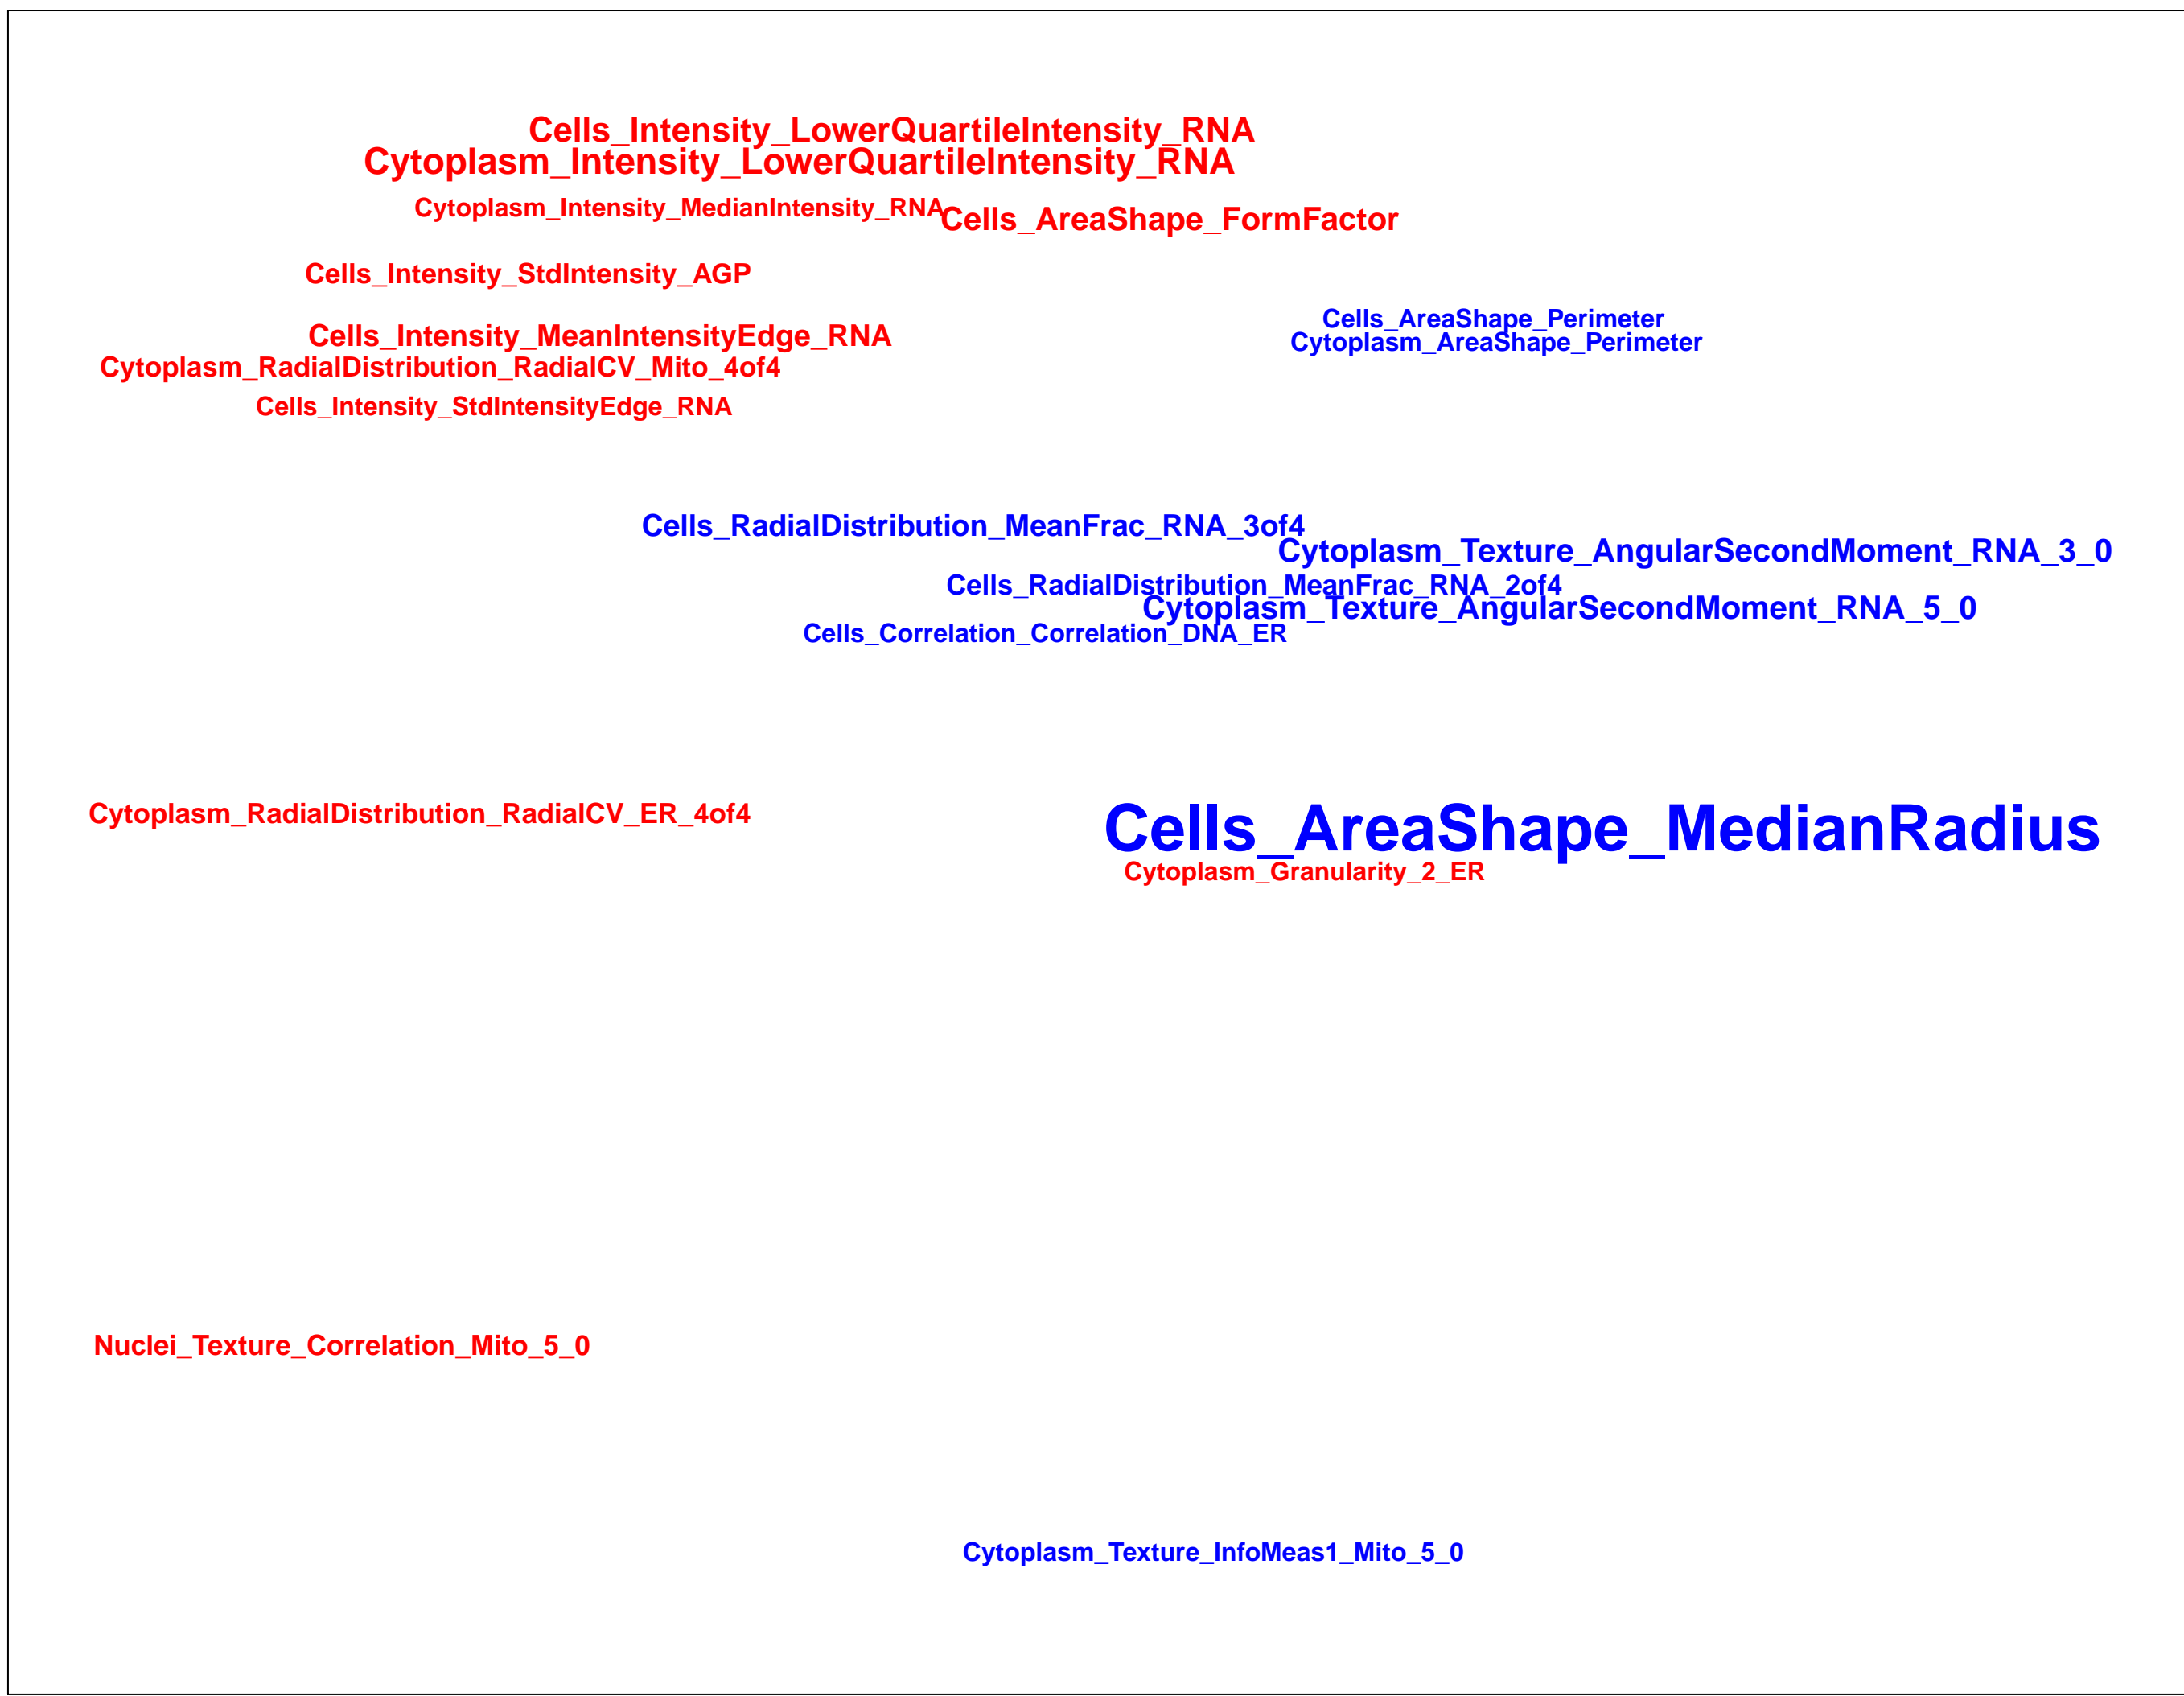 Cells_Intensity_LowerQuartileIntensity_RNA
Cytoplasm_Intensity_LowerQuartileIntensity_RNA
Cytoplasm_Intensity_MedianIntensity_RNA
Cells_AreaShape_FormFactor
Cells_Intensity_StdIntensity_AGP
Cells_AreaShape_Perimeter
Cells_Intensity_MeanIntensityEdge_RNA
Cytoplasm_AreaShape_Perimeter
Cytoplasm_RadialDistribution_RadialCV_Mito_4of4
Cells_Intensity_StdIntensityEdge_RNA
Cells_RadialDistribution_MeanFrac_RNA_3of4
Cytoplasm_Texture_AngularSecondMoment_RNA_3_0
Cells_RadialDistribution_MeanFrac_RNA_2of4
Cytoplasm_Texture_AngularSecondMoment_RNA_5_0
Cells_Correlation_Correlation_DNA_ER
Cytoplasm_RadialDistribution_RadialCV_ER_4of4
Cells_AreaShape_MedianRadius
Cytoplasm_Granularity_2_ER
Nuclei_Texture_Correlation_Mito_5_0
Cytoplasm_Texture_InfoMeas1_Mito_5_0